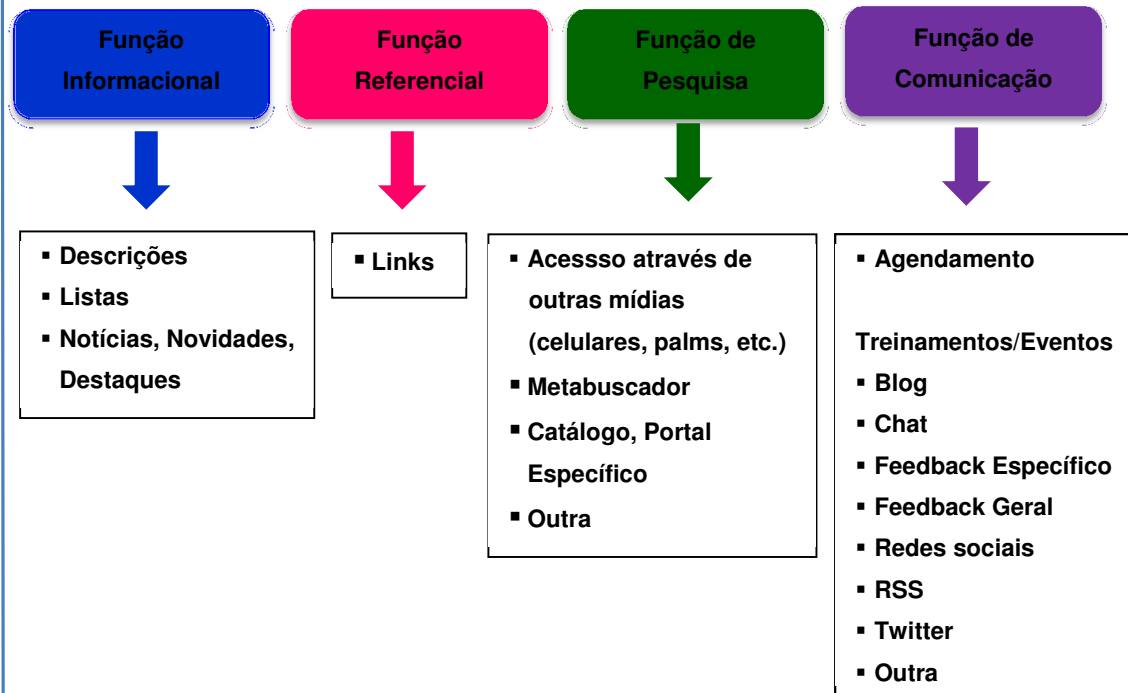 Função
Informacional
Função
Referencial
Função de
Pesquisa
Função de
Comunicação
▪ Descrições
▪ Listas
▪ Notícias, Novidades,
Destaques
▪ Links
▪ Acessso através de
outras mídias
(celulares, palms, etc.)
▪ Metabuscador
▪ Catálogo, Portal
Específico
▪ Outra
▪ Agendamento
Treinamentos/Eventos
▪ Blog
▪ Chat
▪ Feedback Específico
▪ Feedback Geral
▪ Redes sociais
▪ RSS
▪ Twitter
▪ Outra